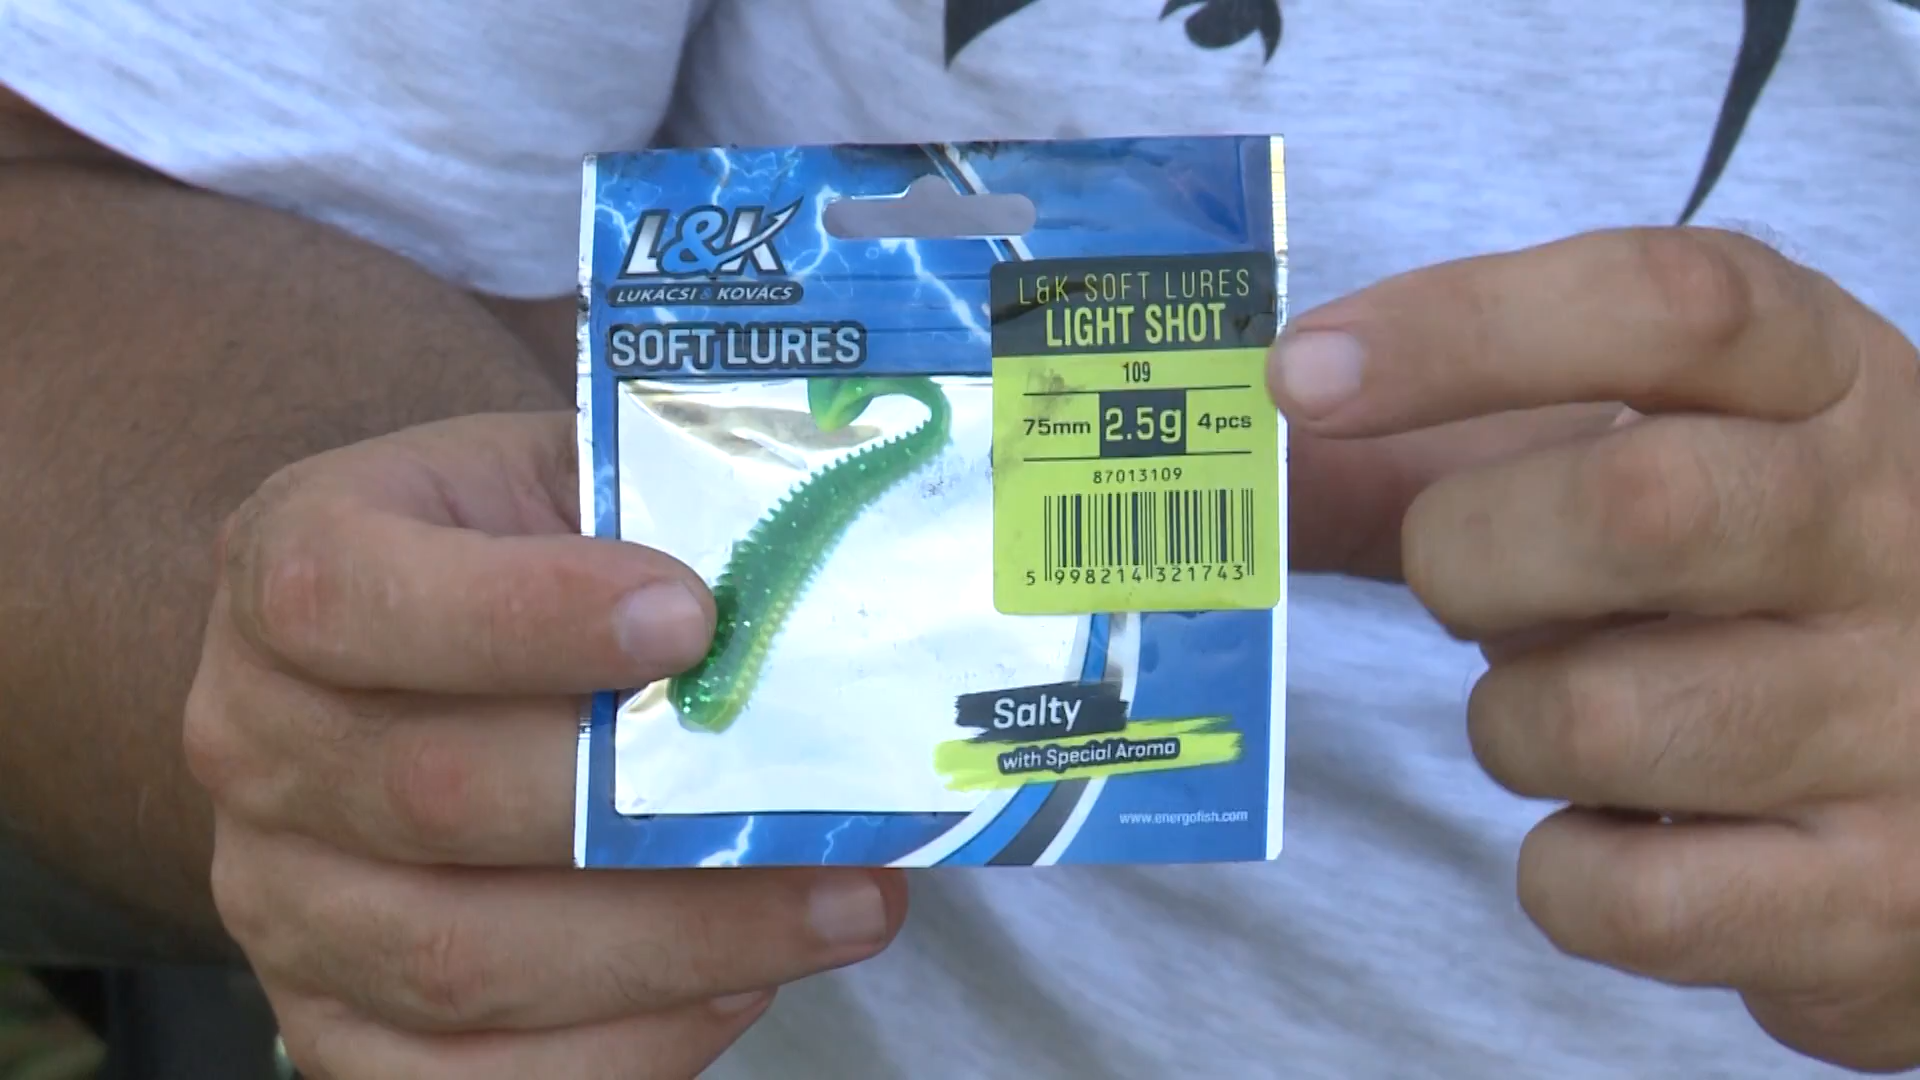 L&K
LUKÁCSI & KOVÁCS
SOFT LURES
L&K SOFT LURES
LIGHT SHOT
109
75mm 2.5g 4pcs
87013109
5 998214 321743
Salty
with Special Aroma
www.energofish.com